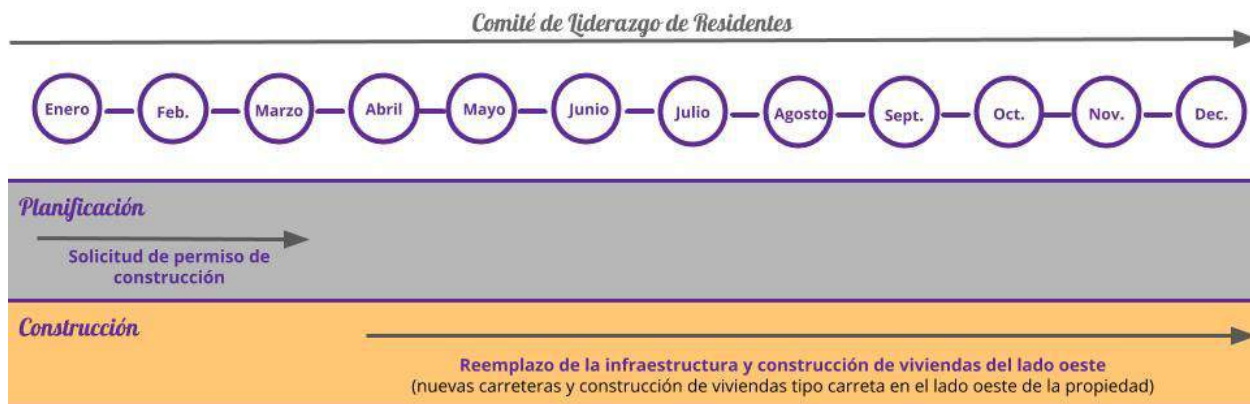 Comité de Liderazgo de Residentes
Enero Feb. Marzo Abril Mayo Junio Julio Agosto Sept. Oct. Nov. Dec.
Planificación
Solicitud de permiso de
construcción
Construcción
Reemplazo de la infraestructura y construcción de viviendas del lado oeste
(nuevas carreteras y construcción de viviendas tipo carreta en el lado oeste de la propiedad)